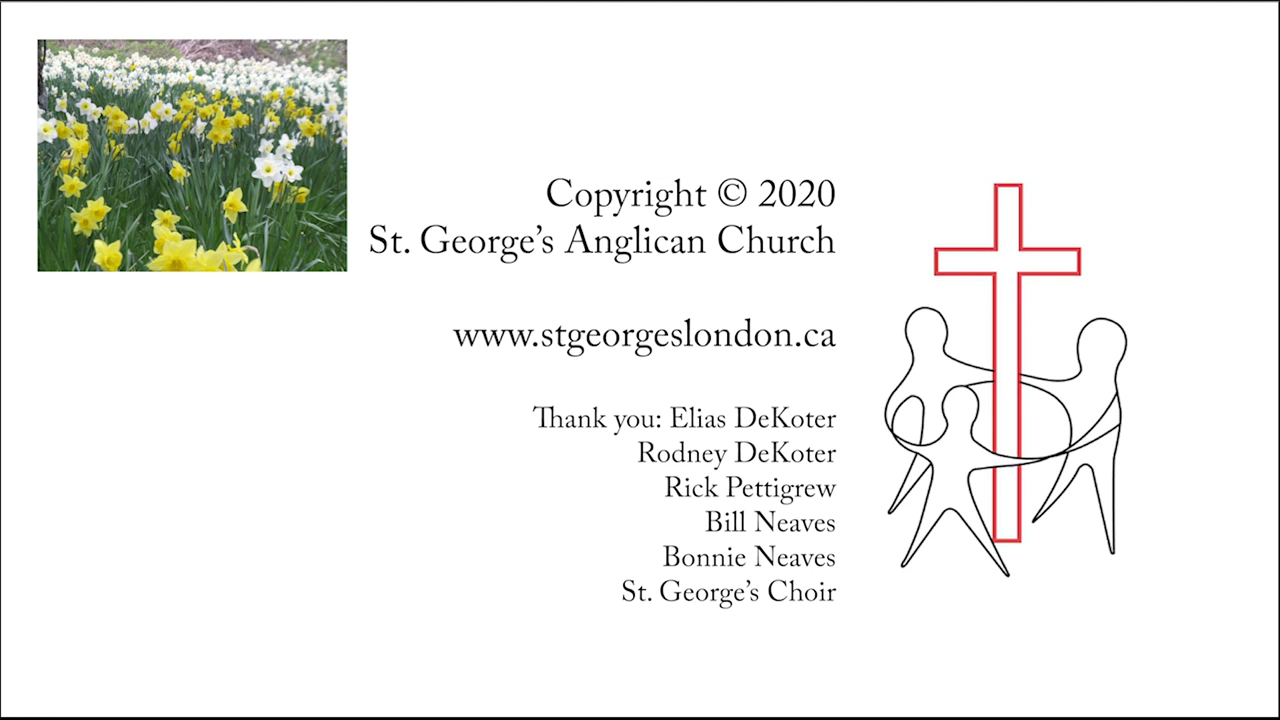 Copyright © 2020
St. George’s Anglican Church
www.stgeorgeslondon.ca
Thank you: Elias DeKoter
Rodney DeKoter
Rick Pettigrew
Bill Neaves
Bonnie Neaves
St. George’s Choir